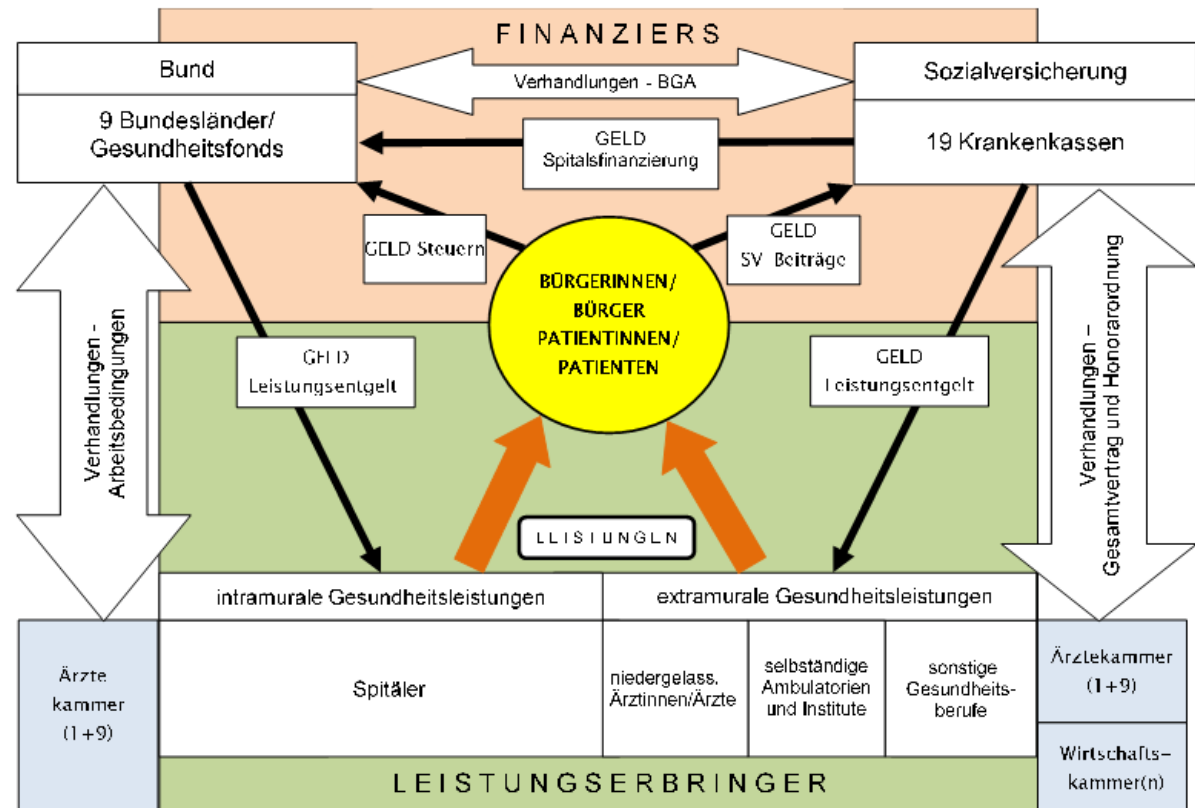 FINANZIERS
Bund
Verhandlungen - BGA
Sozialversicherung
9 Bundesländer/
Gesundheitsfonds
GELD
Spitalsfinanzierung
19 Krankenkassen
GELD Steuern
GELD
SV-Beiträge
BÜRGERINNEN/
BÜRGER
PATIENTINNEN/
PATIENTEN
Verhandlungen -
Arbeitsbedingungen
GELD
Leistungsentgelt
GELD
Leistungsentgelt
Verhandlungen –
Gesamtvertrag und Honorarordnung
LEISTUNGEN
intramurale Gesundheitsleistungen
extramurale Gesundheitsleistungen
Ärzte
kammer
(1+9)
Spitäler
niedergelass.
Ärztinnen/Ärzte
selbständige
Ambulatorien
und Institute
sonstige
Gesundheits-
berufe
Ärztekammer
(1+9)
Wirtschafts-
kammer(n)
LEISTUNGSERBRINGER